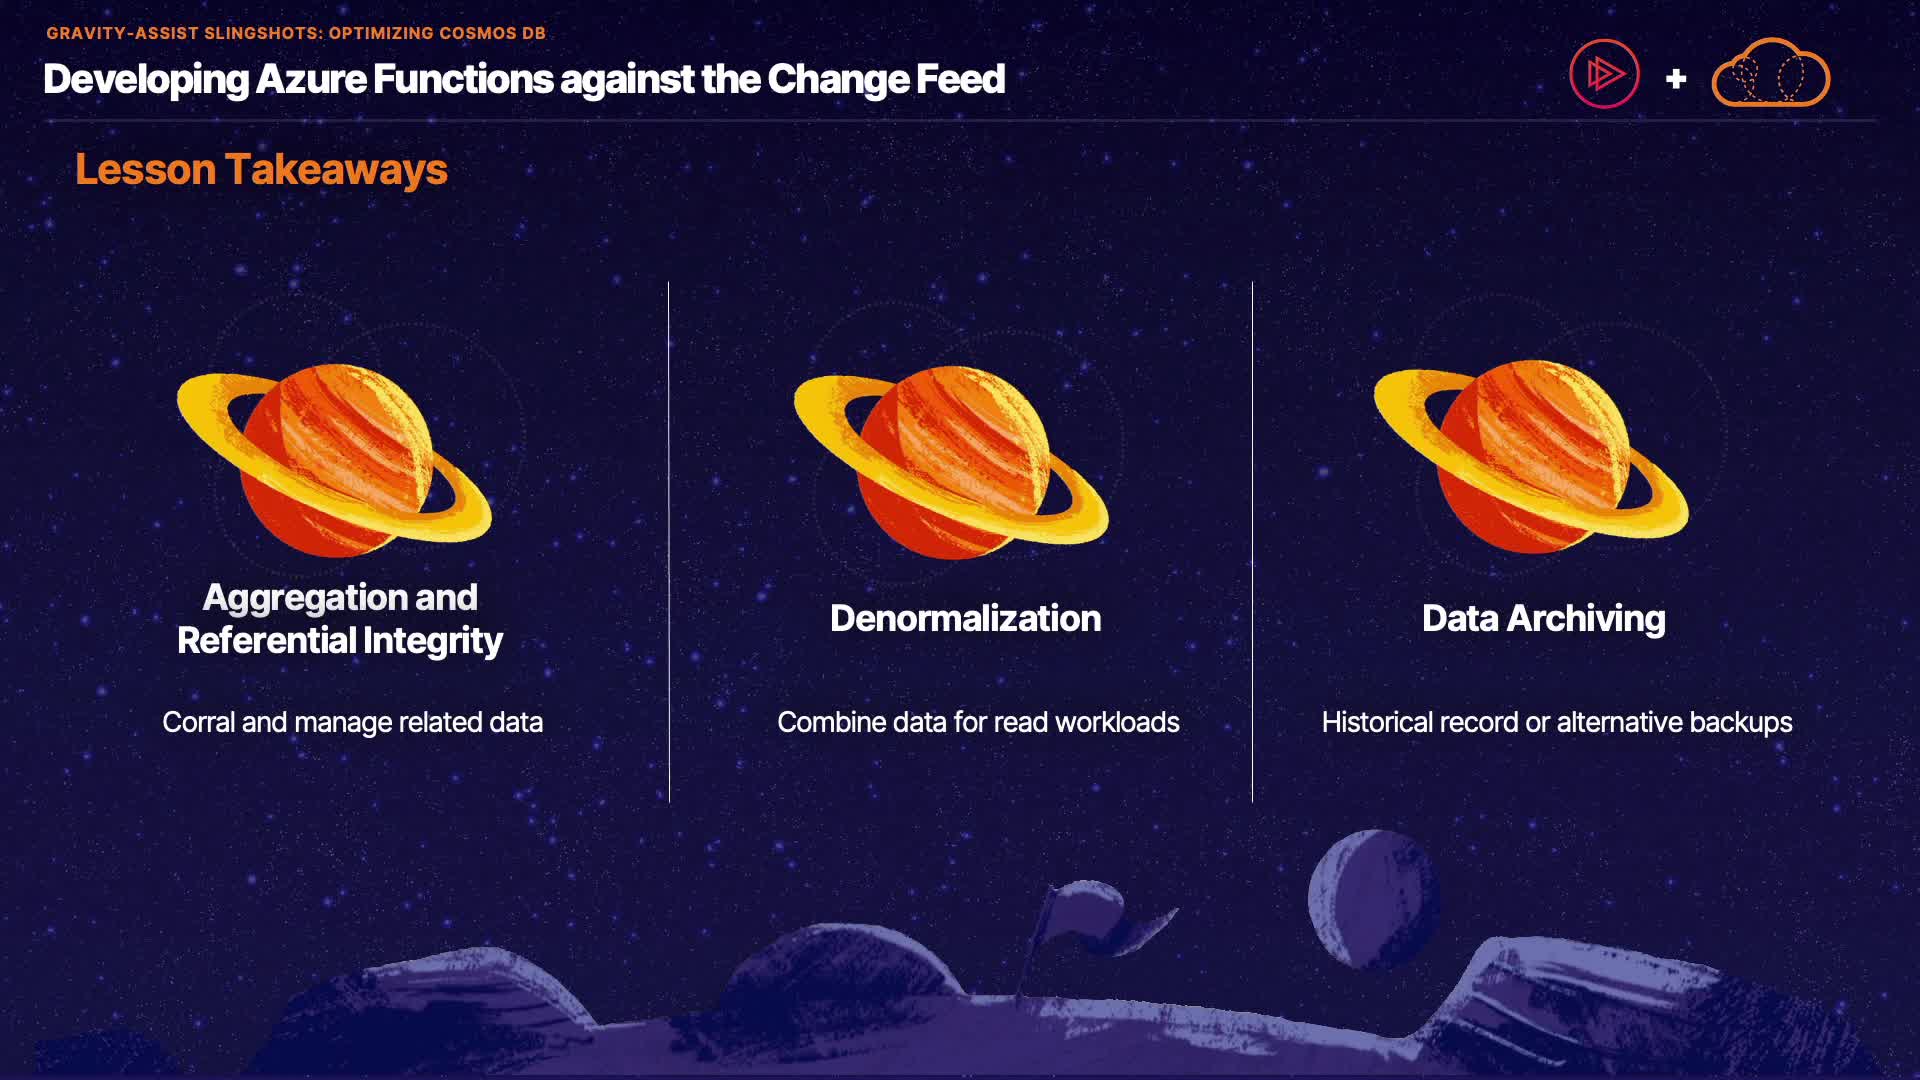 GRAVITY-ASSIST SLINGSHOTS: OPTIMIZING COSMOS DB
Developing Azure Functions against the Change Feed
+
Lesson Takeaways
Aggregation and
Referential Integrity
Corral and manage related data
Denormalization
Combine data for read workloads
Data Archiving
Historical record or alternative backups